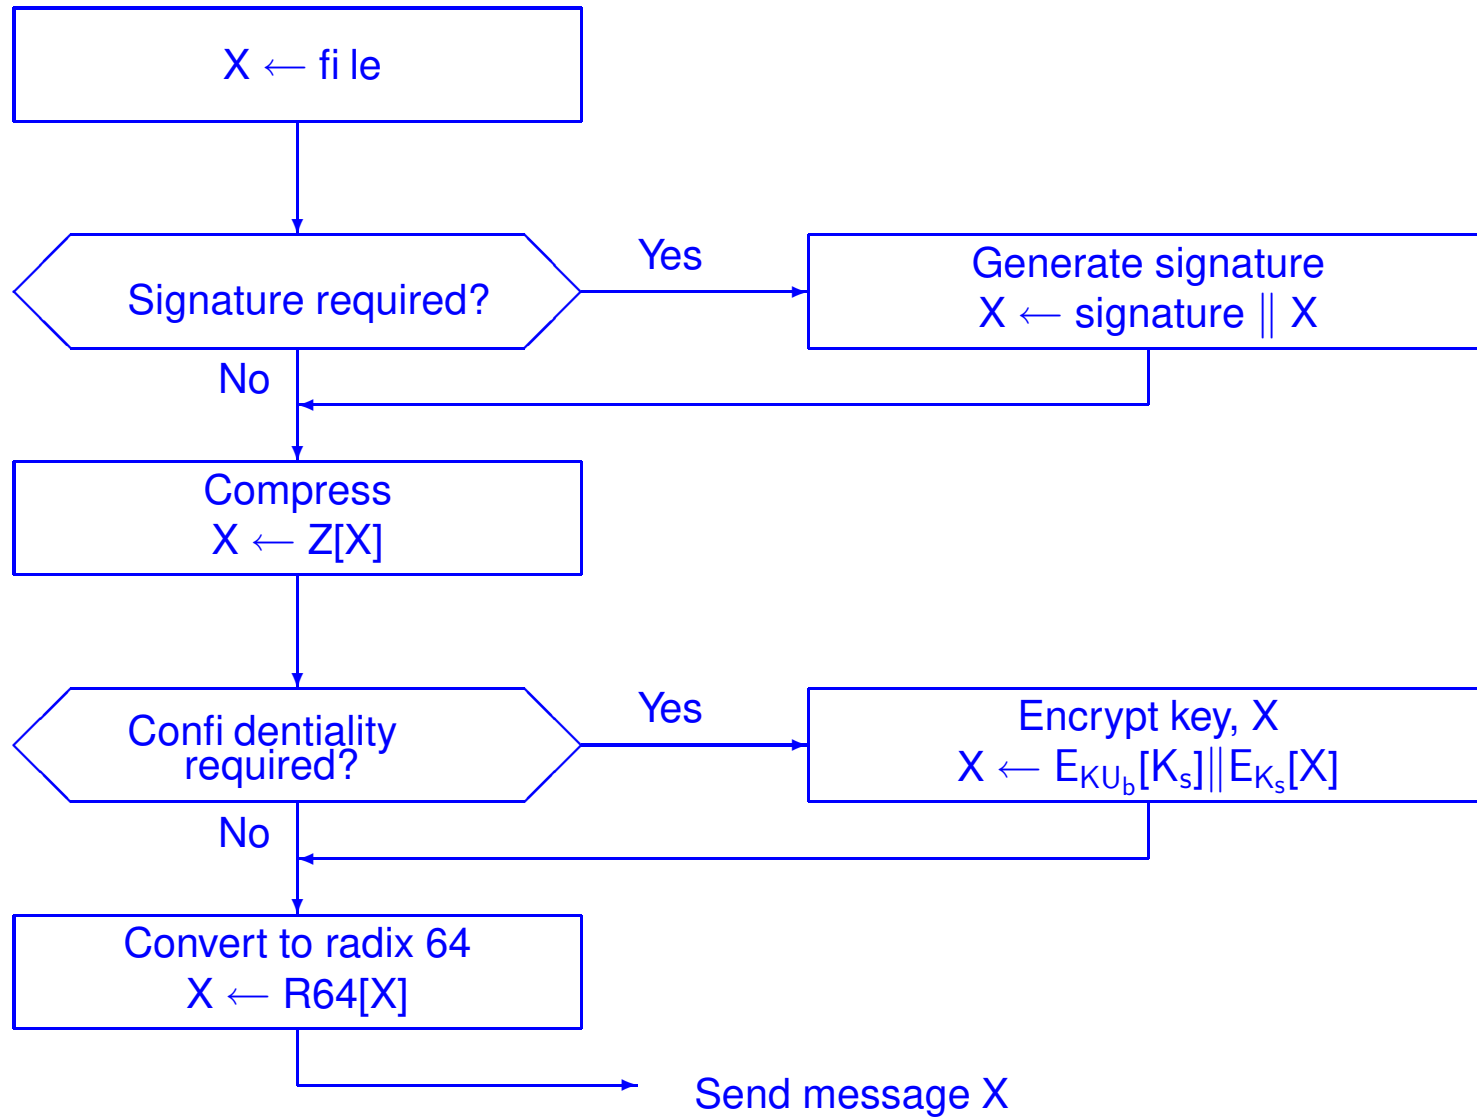 X ← fi le
Signature required?
Yes
Generate signature
X ← signature || X
No
Compress
X ← Z[X]
Confi dentiality
required?
Yes
Encrypt key, X
X ← E_{KU_b}[K_s]||E_{K_s}[X]
No
Convert to radix 64
X ← R64[X]
Send message X